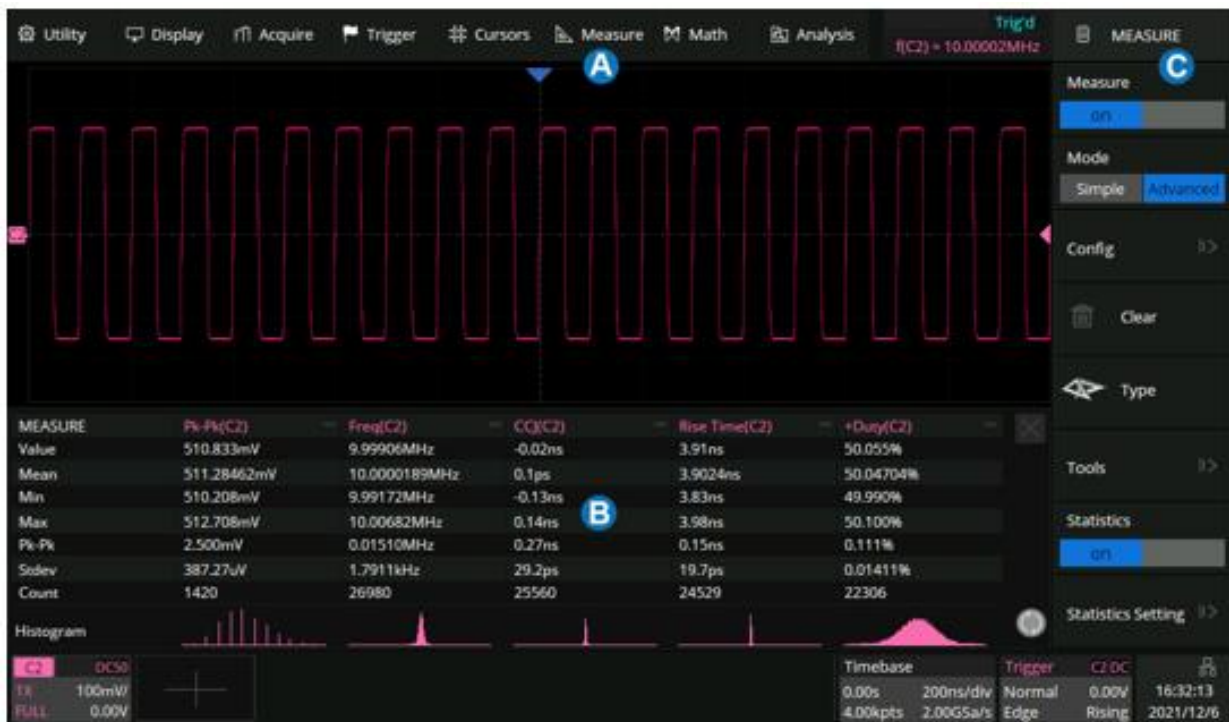 Utility Display Acquire Trigger Cursors Measure Math Analysis
Trig'd
f(C2) = 10.00002MHz
MEASURE
A
C
Measure
on
Mode
Simple Advanced
Config
Clear
Type
Tools
Statistics
on
Statistics Setting
MEASURE Pk-Pk(C2) Freq(C2) CCJ(C2) Rise Time(C2) +Duty(C2)
Value 510.833mV 9.99906MHz -0.02ns 3.91ns 50.055%
Mean 511.28462mV 10.0000189MHz 0.1ps 3.9024ns 50.04704%
Min 510.208mV 9.99172MHz -0.13ns 3.83ns 49.990%
Max 512.708mV 10.00682MHz 0.14ns 3.98ns 50.100%
B
Pk-Pk 2.500mV 0.01510MHz 0.27ns 0.15ns 0.111%
Stdev 387.27uV 1.7911kHz 29.2ps 19.7ps 0.01411%
Count 1420 26980 25560 24529 22306
Histogram
C2 DC50
1X 100mV/
FULL 0.00V
Timebase
0.00s 200ns/div
4.00kpts 2.00GSa/s
Trigger C2 DC
Normal 0.00V
Edge Rising
16:32:13
2021/12/6